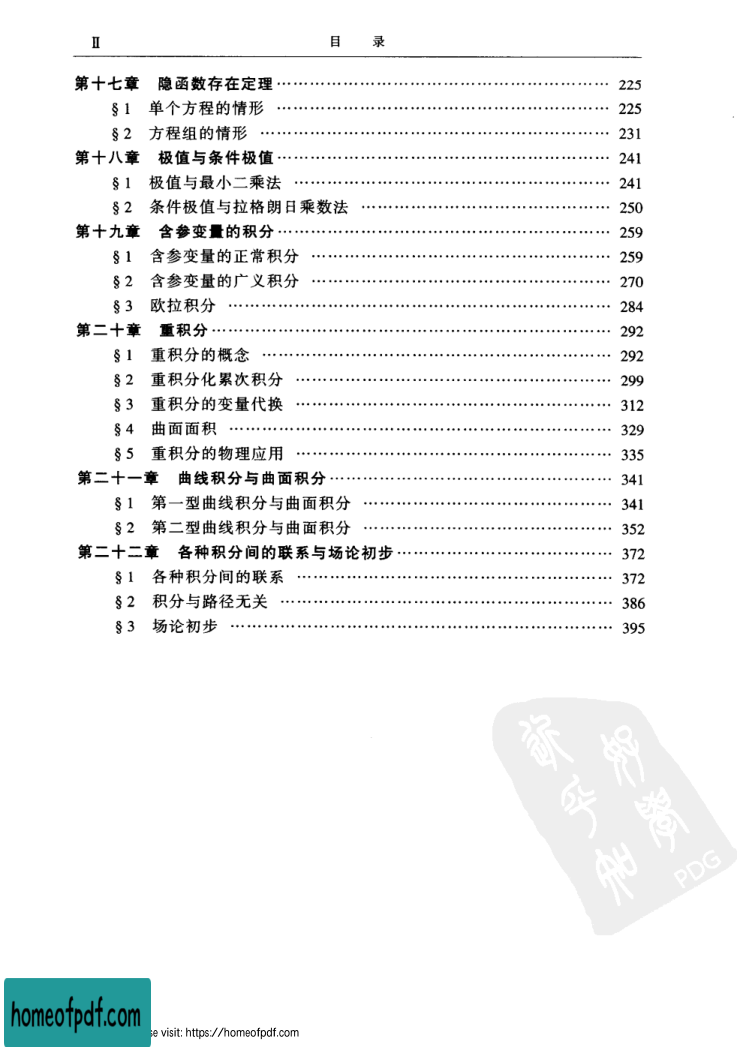 Ⅱ 目 录
第十七章 隐函数存在定理 …… 225
§1 单个方程的情形 …… 225
§2 方程组的情形 …… 231
第十八章 极值与条件极值 …… 241
§1 极值与最小二乘法 …… 241
§2 条件极值与拉格朗日乘数法 …… 250
第十九章 含参变量的积分 …… 259
§1 含参变量的正常积分 …… 259
§2 含参变量的广义积分 …… 270
§3 欧拉积分 …… 284
第二十章 重积分 …… 292
§1 重积分的概念 …… 292
§2 重积分化累次积分 …… 299
§3 重积分的变量代换 …… 312
§4 曲面面积 …… 329
§5 重积分的物理应用 …… 335
第二十一章 曲线积分与曲面积分 …… 341
§1 第一型曲线积分与曲面积分 …… 341
§2 第二型曲线积分与曲面积分 …… 352
第二十二章 各种积分间的联系与场论初步 …… 372
§1 各种积分间的联系 …… 372
§2 积分与路径无关 …… 386
§3 场论初步 …… 395
PDG
homeofpdf.com
se visit: https://homeofpdf.com